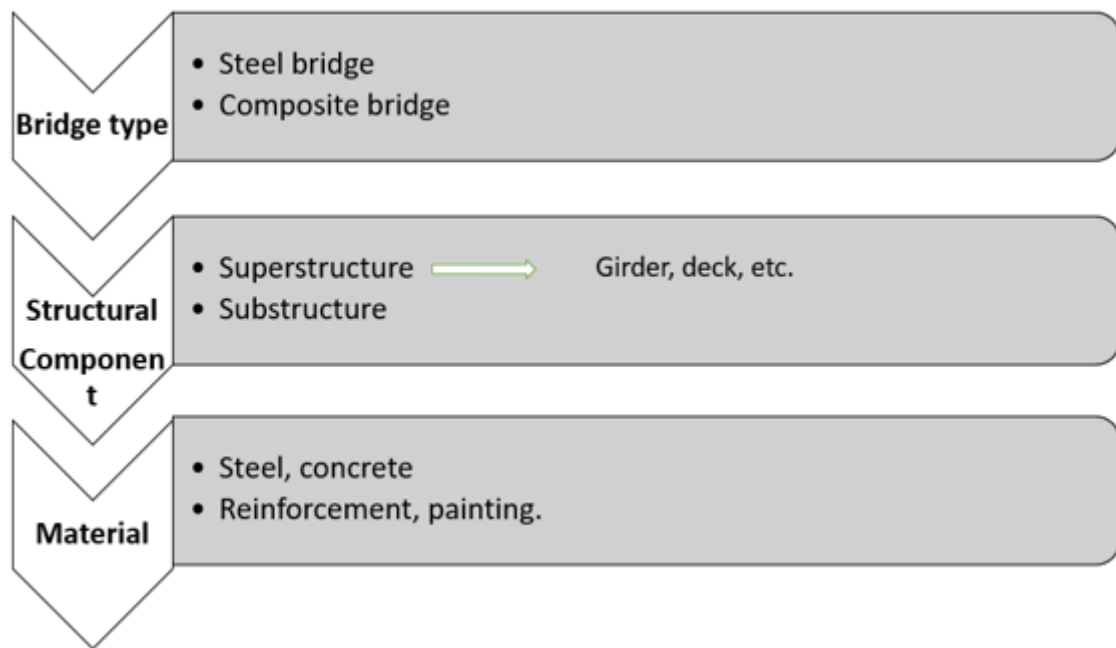 Bridge type
• Steel bridge
• Composite bridge
Structural
Componen
t
• Superstructure
Girder, deck, etc.
• Substructure
Material
• Steel, concrete
• Reinforcement, painting.